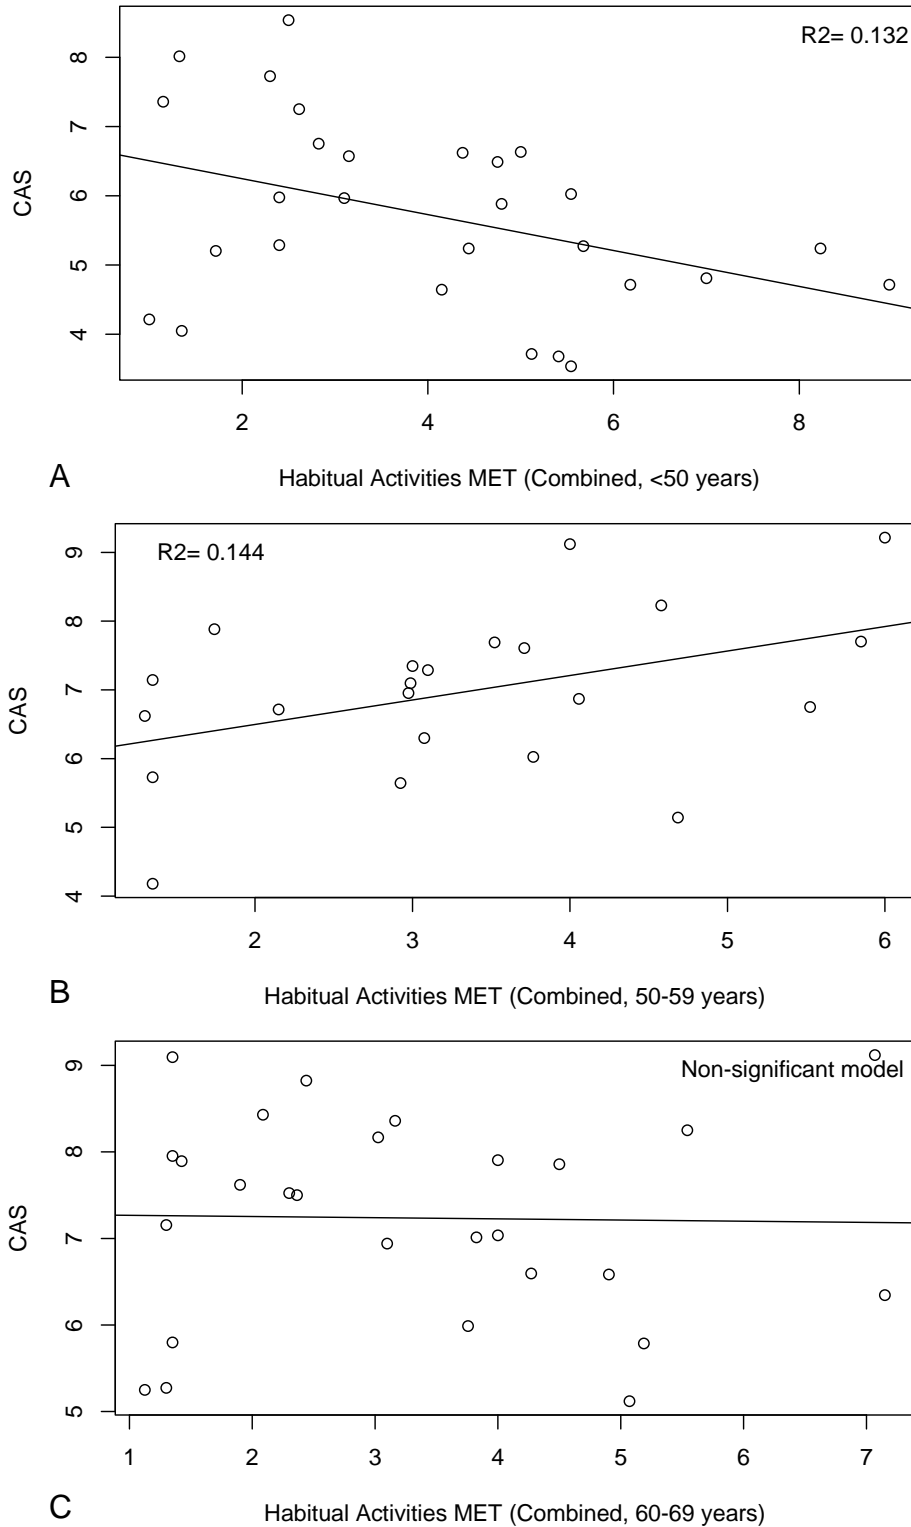 R2= 0.132
8
7
6
5
4
CAS
2 4 6 8
A Habitual Activities MET (Combined, <50 years)
R2= 0.144
9
8
7
6
5
4
CAS
2 3 4 5 6
B Habitual Activities MET (Combined, 50-59 years)
Non-significant model
9
8
7
6
5
CAS
1 2 3 4 5 6 7
C Habitual Activities MET (Combined, 60-69 years)